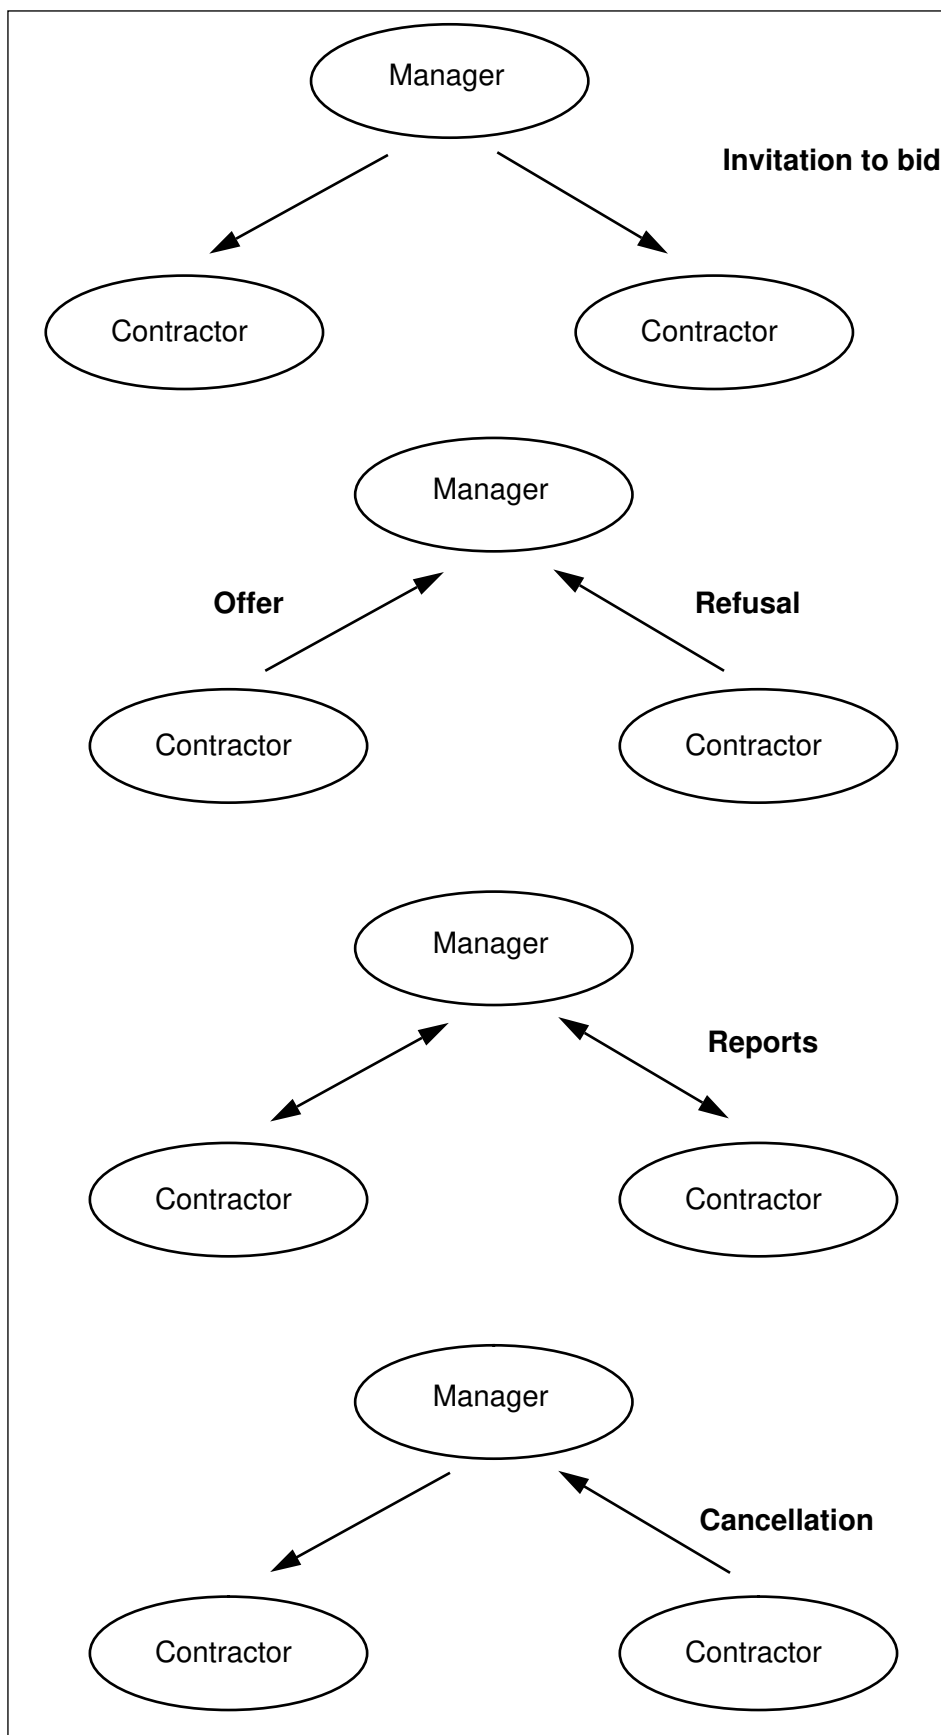 Manager
Invitation to bid
Contractor
Contractor
Manager
Offer
Refusal
Contractor
Contractor
Manager
Reports
Contractor
Contractor
Manager
Cancellation
Contractor
Contractor